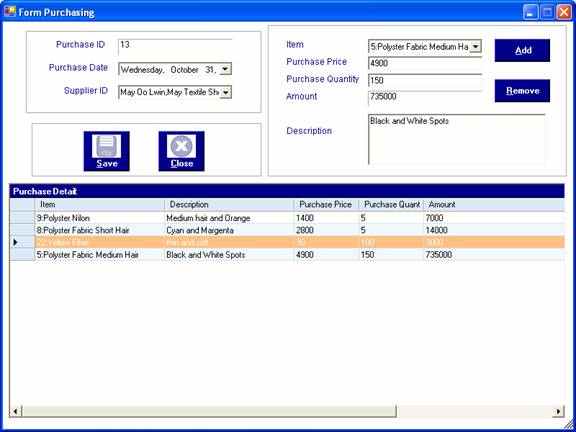 Form Purchasing
Purchase ID 13
Purchase Date Wednesday, October 31,
Supplier ID May Oo Lwin,May Textile Sh
Save Close
Item 5:Polyster Fabric Medium Ha
Purchase Price 4900
Purchase Quantity 150
Amount 735000
Description Black and White Spots
Add
Remove
Purchase Detail:
Item Description Purchase Price Purchase Quant Amount
9:Polyster Nilon Medium hair and Orange 1400 5 7000
8:Polyster Fabric Short Hair Cyan and Margenta 2800 5 14000
22:Yellow Fiber thin and soft 30 100 3000
5:Polyster Fabric Medium Hair Black and White Spots 4900 150 735000